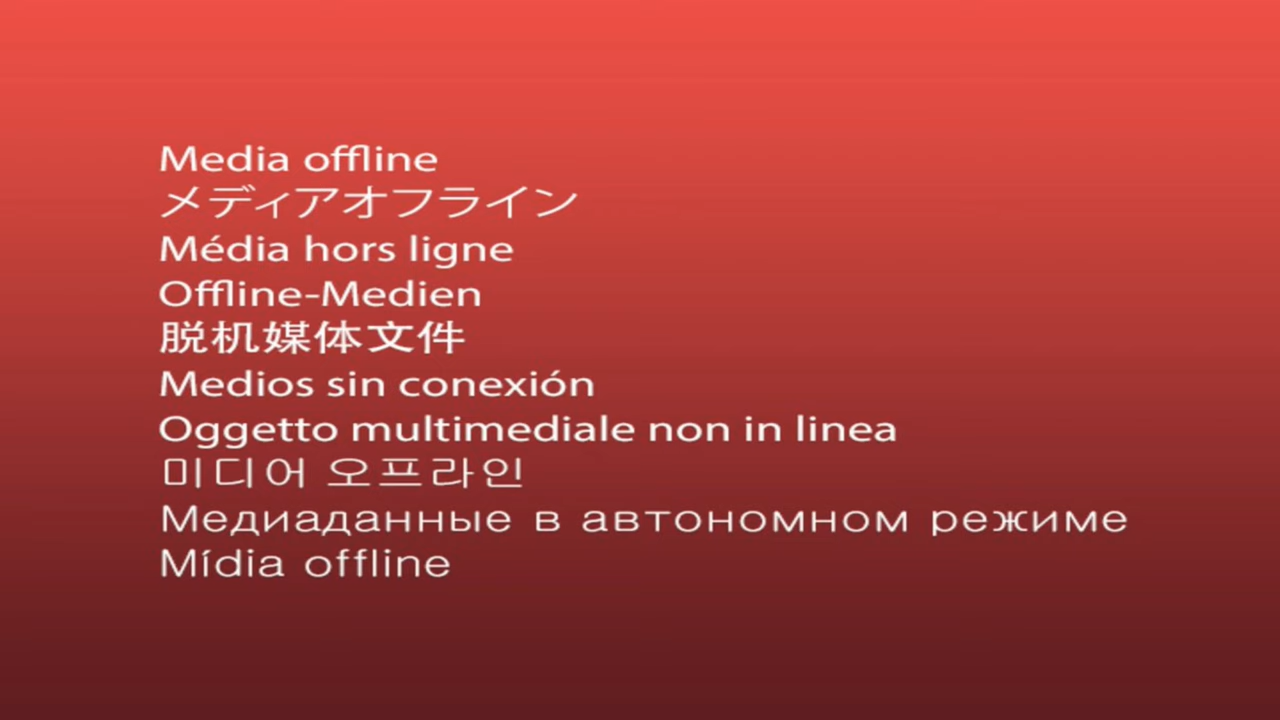 Media offline
メディアオフライン
Média hors ligne
Offline-Medien
脱机媒体文件
Medios sin conexión
Oggetto multimediale non in linea
미디어 오프라인
Медиаданные в автономном режиме
Mídia offline